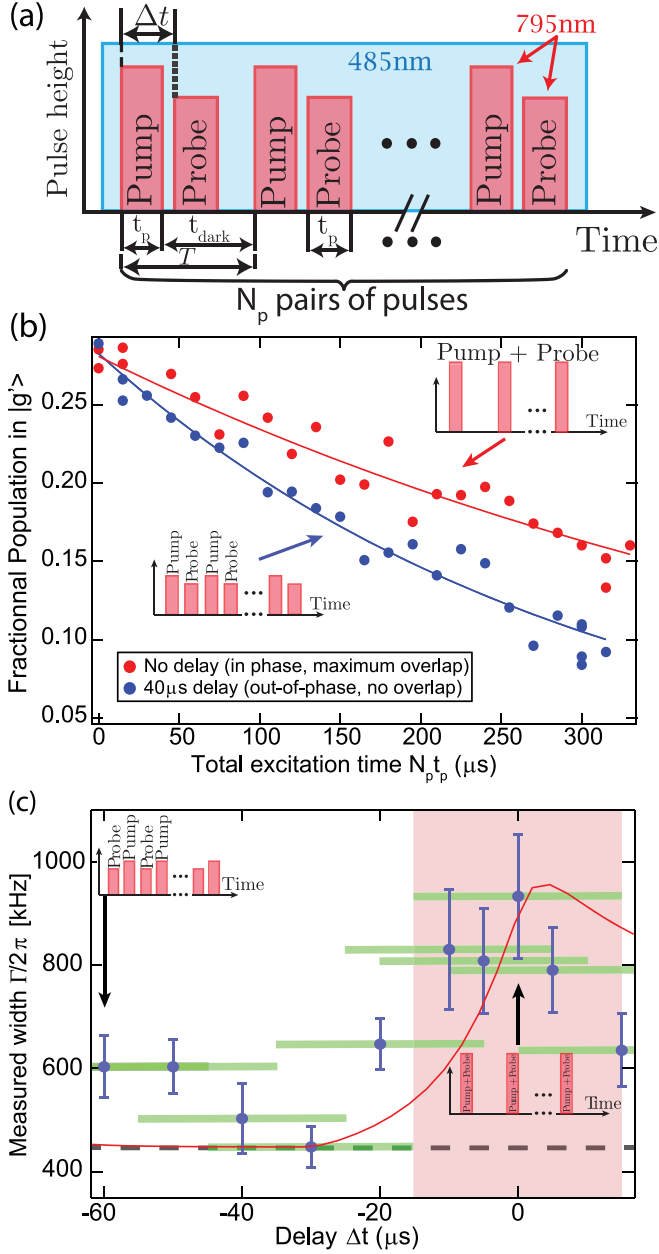 (a)
Δt
795nm
485nm
Pulse height
Pump
Probe
Pump
Probe
Pump
Probe
t_p
t_dark
t_p
T
Time
N_p pairs of pulses
(b)
Fractionnal Population in |g'>
0.25
0.20
0.15
0.10
0.05
Pump + Probe
Time
Pump
Probe
Pump
Probe
Time
No delay (in phase, maximum overlap)
40μs delay (out-of-phase, no overlap)
0
50
100
150
200
250
300
Total excitation time N_pt_p (μs)
(c)
Measured width Γ/2π [kHz]
1000
800
600
400
Probe
Pump
Probe
Pump
Time
Pump+Probe
Pump+Probe
Pump+Probe
Time
-60
-40
-20
0
Delay Δt (μs)